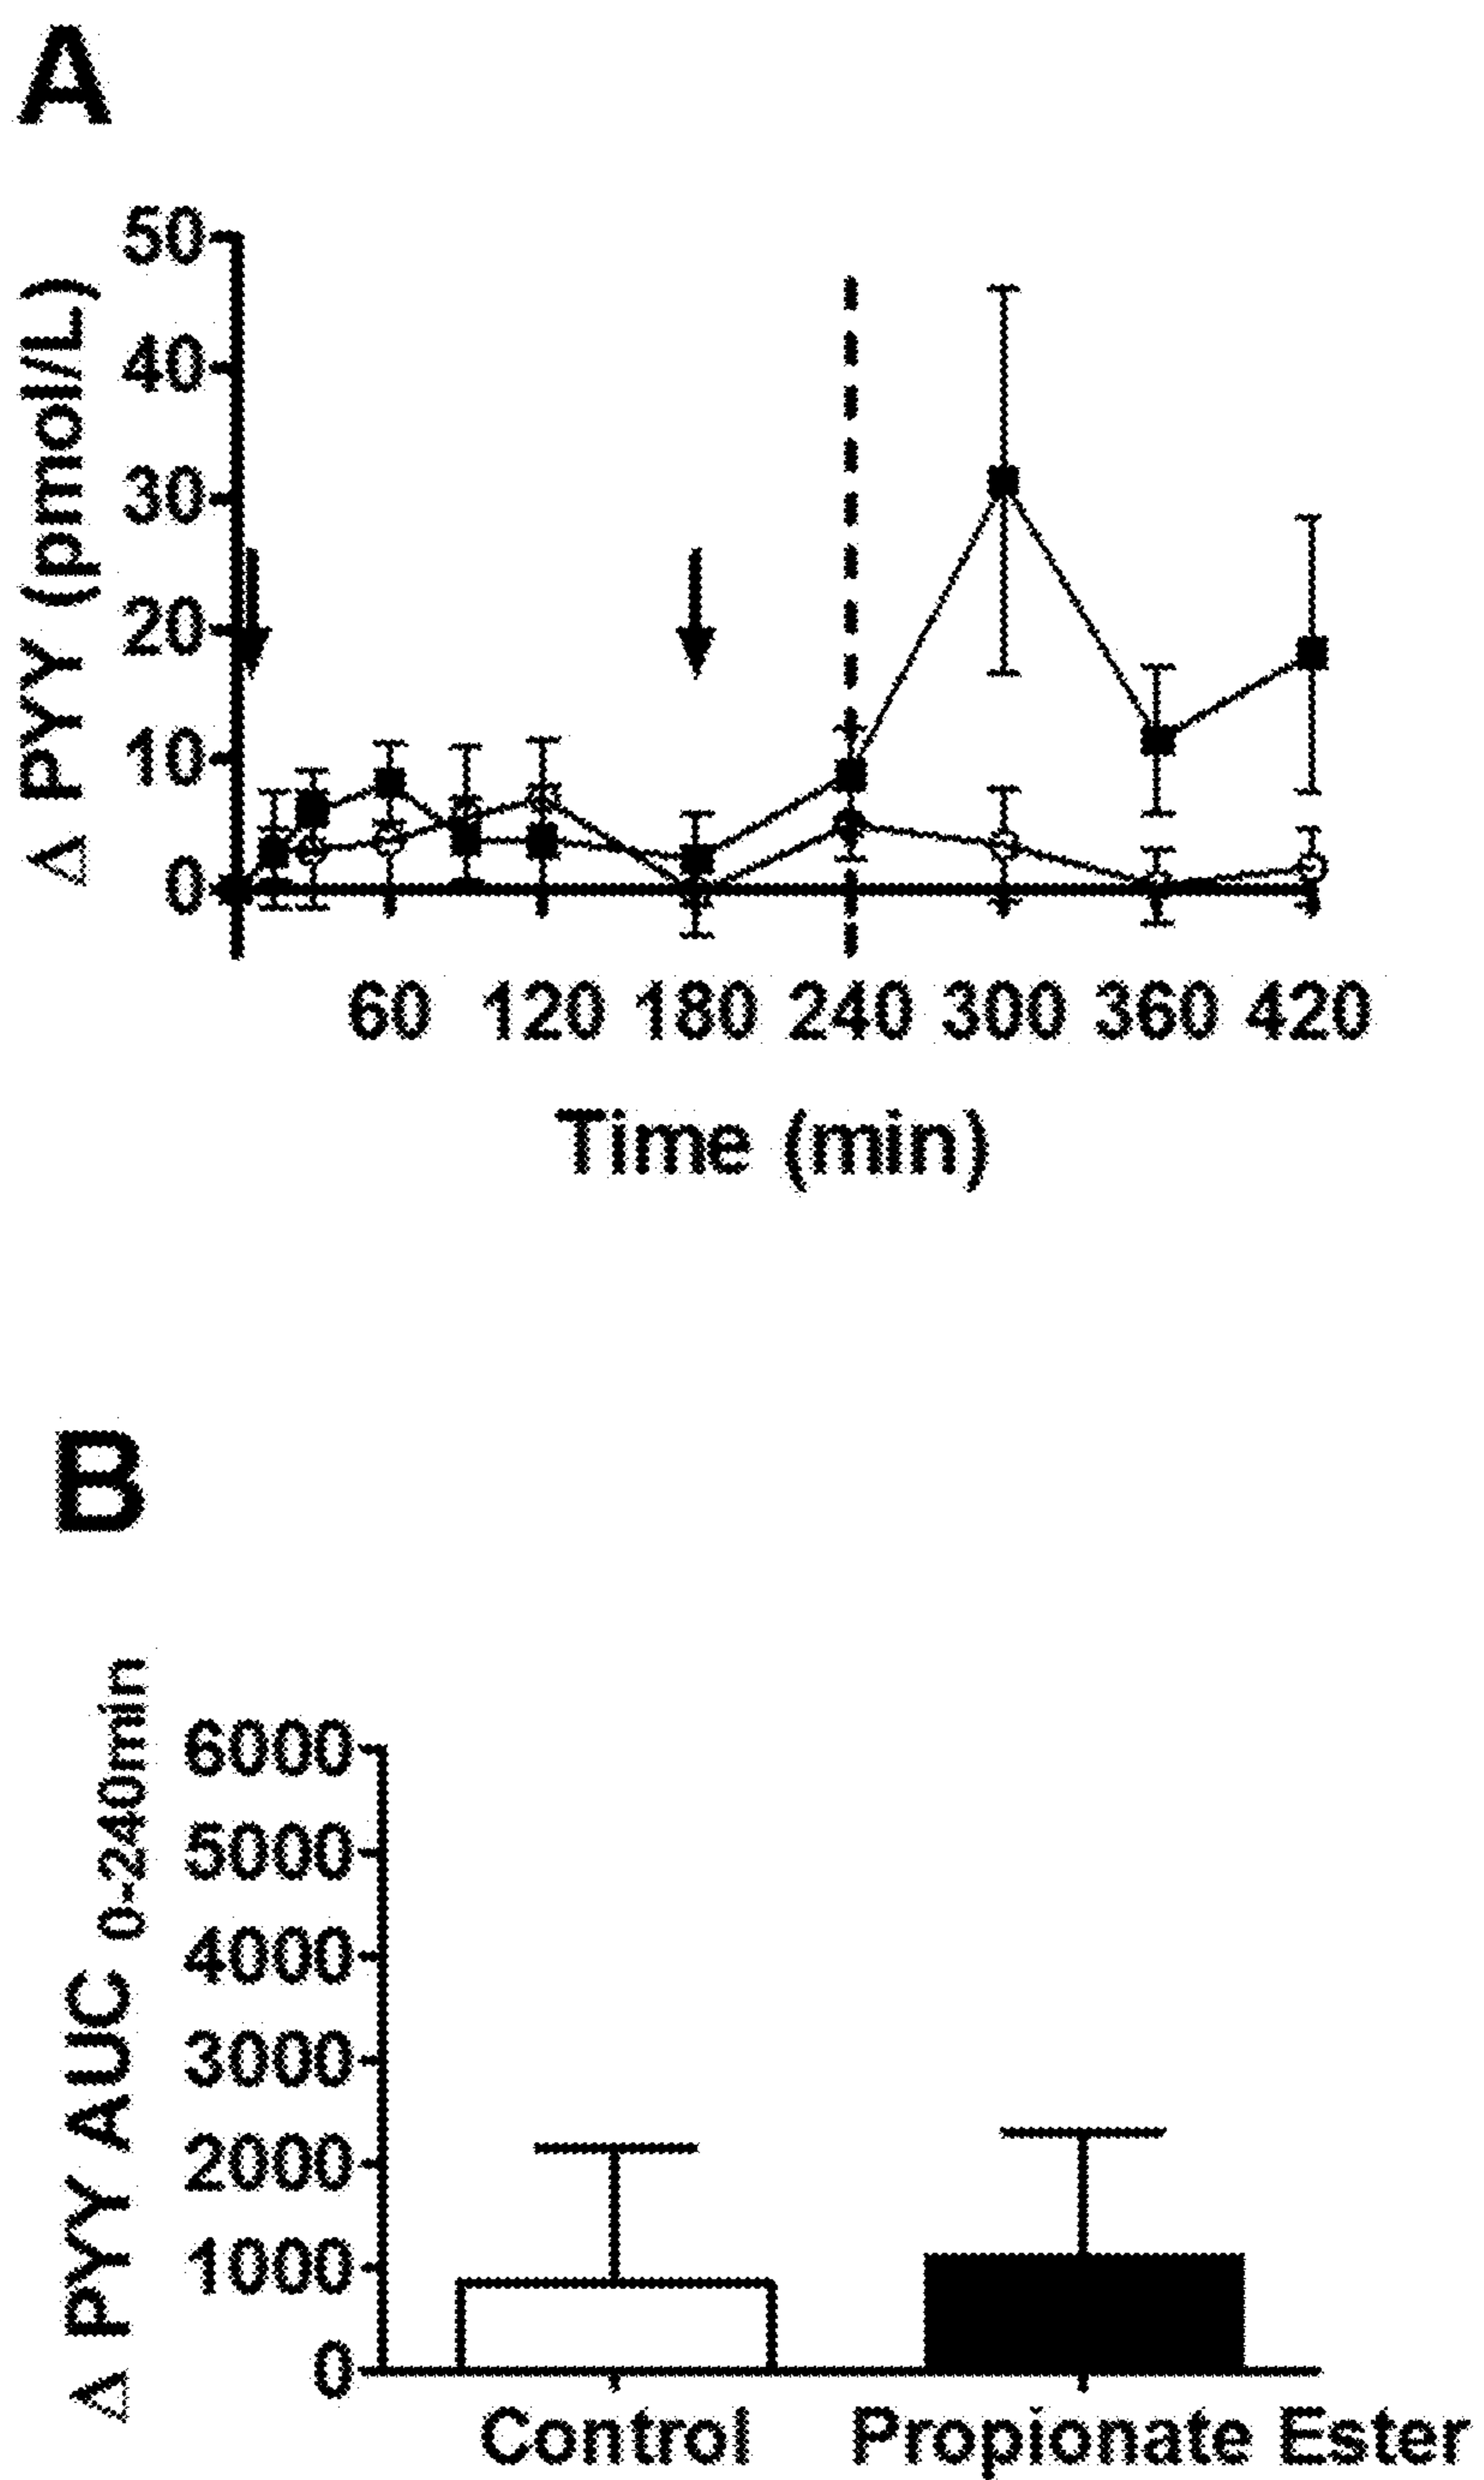 A
Δ PYY (pmol/L)
50
40
30
20
10
0
60 120 180 240 300 360 420
Time (min)
B
Δ PYY AUC 0-240min
6000
5000
4000
3000
2000
1000
0
Control Propionate Ester